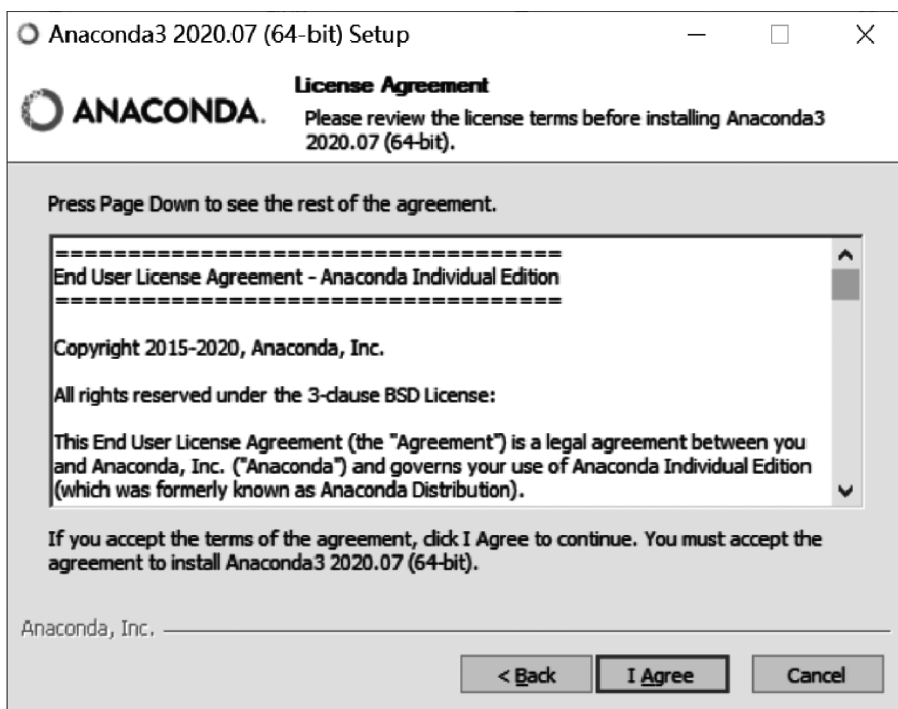 Anaconda3 2020.07 (64-bit) Setup
ANACONDA.
License Agreement
Please review the license terms before installing Anaconda3
2020.07 (64-bit).
Press Page Down to see the rest of the agreement.
===================================
End User License Agreement - Anaconda Individual Edition
===================================
Copyright 2015-2020, Anaconda, Inc.
All rights reserved under the 3-clause BSD License:
This End User License Agreement (the "Agreement") is a legal agreement between you
and Anaconda, Inc. ("Anaconda") and governs your use of Anaconda Individual Edition
(which was formerly known as Anaconda Distribution).
If you accept the terms of the agreement, click I Agree to continue. You must accept the
agreement to install Anaconda3 2020.07 (64-bit).
Anaconda, Inc.
< Back I Agree Cancel